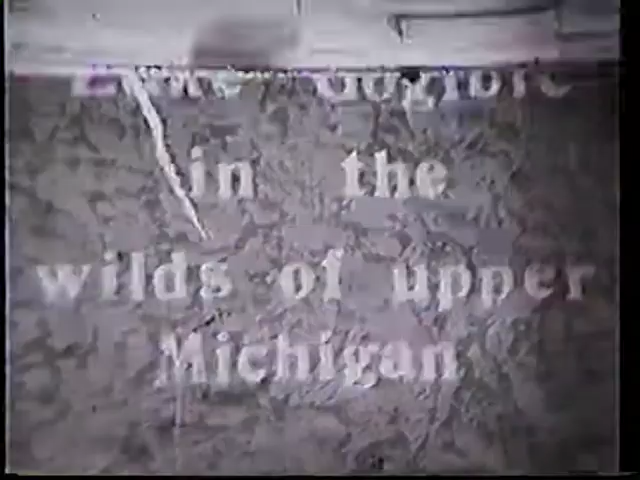 in the
wilds of upper
Michigan